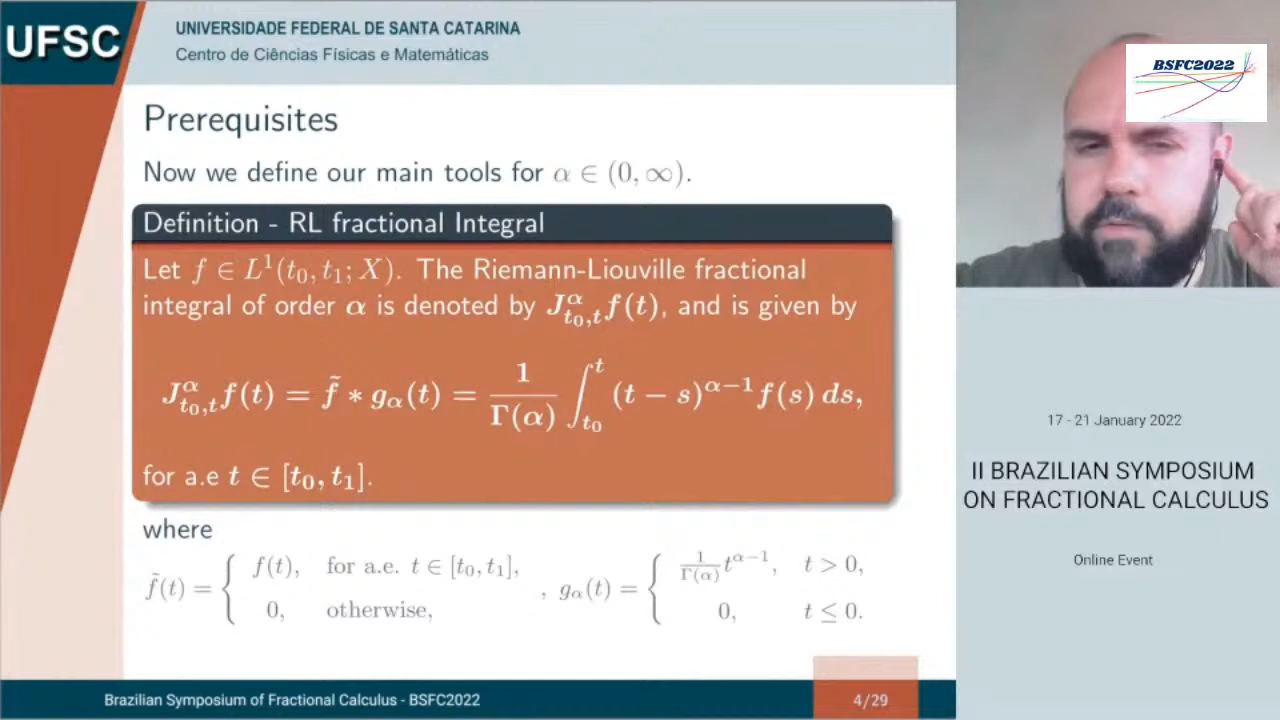 UFSC
UNIVERSIDADE FEDERAL DE SANTA CATARINA
Centro de Ciências Físicas e Matemáticas
BSFC2022
Prerequisites
Now we define our main tools for α ∈ (0, ∞).
Definition - RL fractional Integral
Let f ∈ L¹(t₀, t₁; X). The Riemann-Liouville fractional
integral of order α is denoted by J^α_{t₀,t} f(t), and is given by
J^α_{t₀,t} f(t) = f̃ ∗ g_α(t) = \frac{1}{Γ(α)} ∫_{t₀}^{t} (t − s)^{α−1} f(s) ds,
for a.e t ∈ [t₀, t₁].
where
f̃(t) = { f(t), for a.e. t ∈ [t₀, t₁], 0, otherwise, , g_α(t) = { \frac{1}{Γ(α)} t^{α−1}, t > 0, 0, t ≤ 0.
17 - 21 January 2022
II BRAZILIAN SYMPOSIUM
ON FRACTIONAL CALCULUS
Online Event
Brazilian Symposium of Fractional Calculus - BSFC2022
4/29